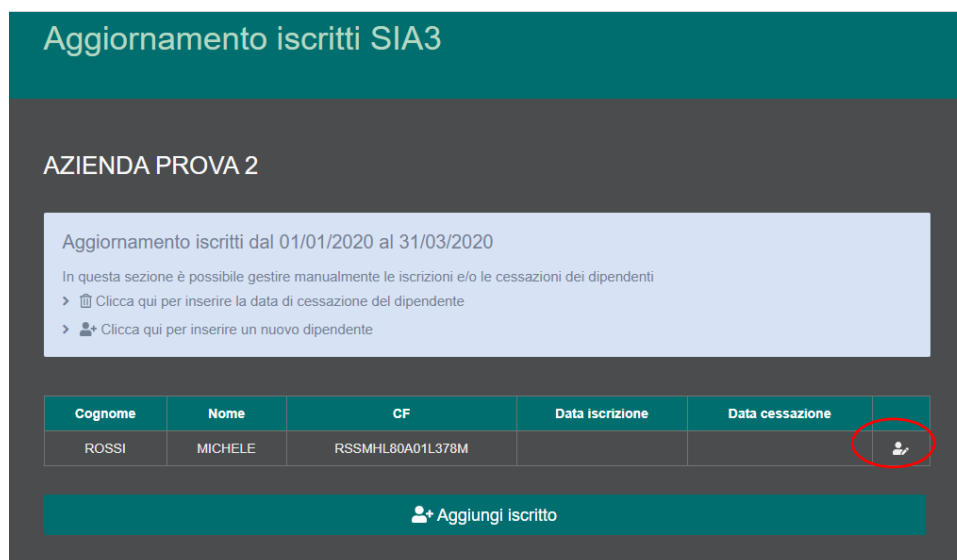 Aggiornamento iscritti SIA3
AZIENDA PROVA 2
Aggiornamento iscritti dal 01/01/2020 al 31/03/2020
In questa sezione è possibile gestire manualmente le iscrizioni e/o le cessazioni dei dipendenti
Clicca qui per inserire la data di cessazione del dipendente
Clicca qui per inserire un nuovo dipendente
Cognome Nome CF Data iscrizione Data cessazione
ROSSI MICHELE RSSMHL80A01L378M
Aggiungi iscritto